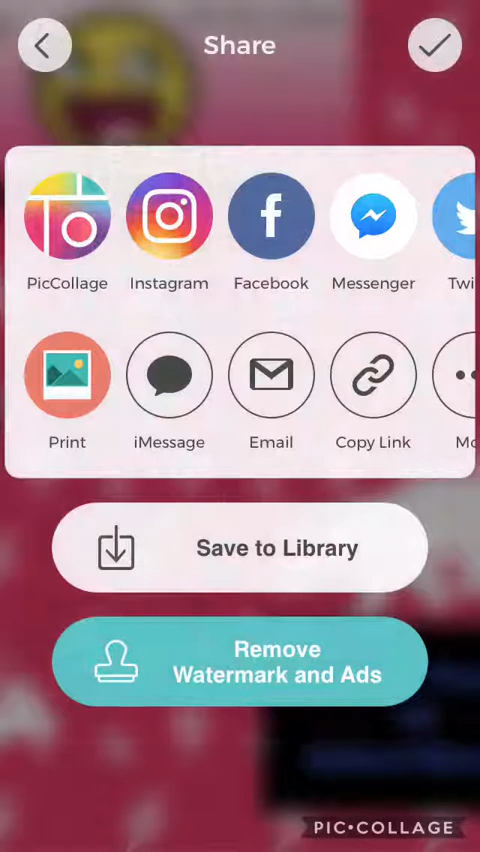 Share
PicCollage
Instagram
Facebook
Messenger
Twi
Print
iMessage
Email
Copy Link
Mo
Save to Library
Remove
Watermark and Ads
PIC•COLLAGE